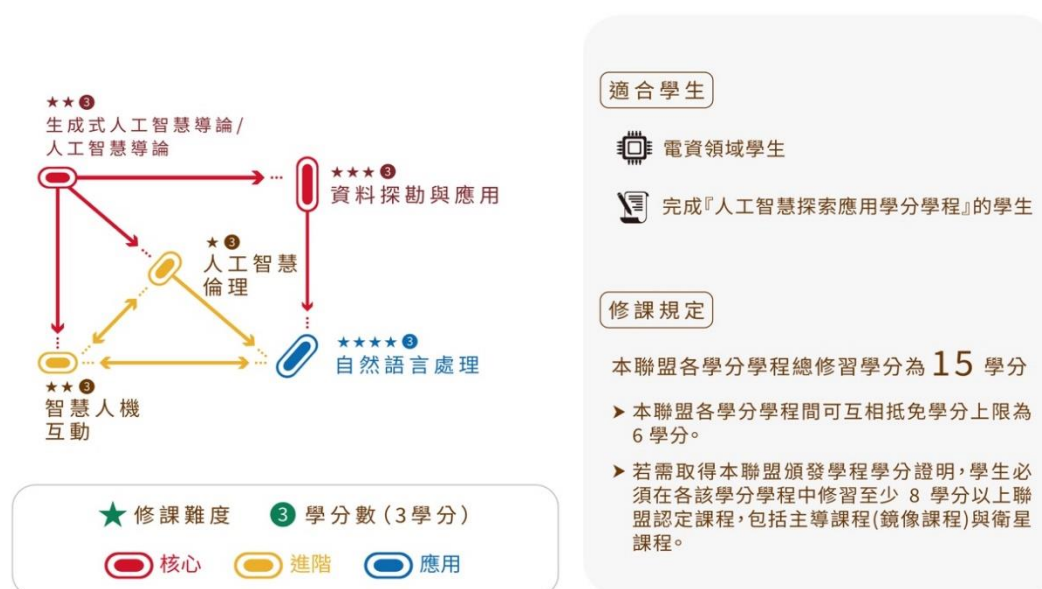 ★★❸
生成式人工智慧導論/
人工智慧導論
★★★❸
資料探勘與應用
★❸
人工智慧
倫理
★★★★❸
自然語言處理
★★❸
智慧人機
互動
★修課難度 ❸學分數(3學分)
核心 進階 應用
適合學生
電資領域學生
完成『人工智慧探索應用學分學程』的學生
修課規定
本聯盟各學分學程總修習學分為 15 學分
➤ 本聯盟各學分學程間可互相抵免學分上限為
6 學分。
➤ 若需取得本聯盟頒發學程學分證明,學生必
須在各該學分學程中修習至少 8 學分以上聯
盟認定課程,包括主導課程(鏡像課程)與衛星
課程。